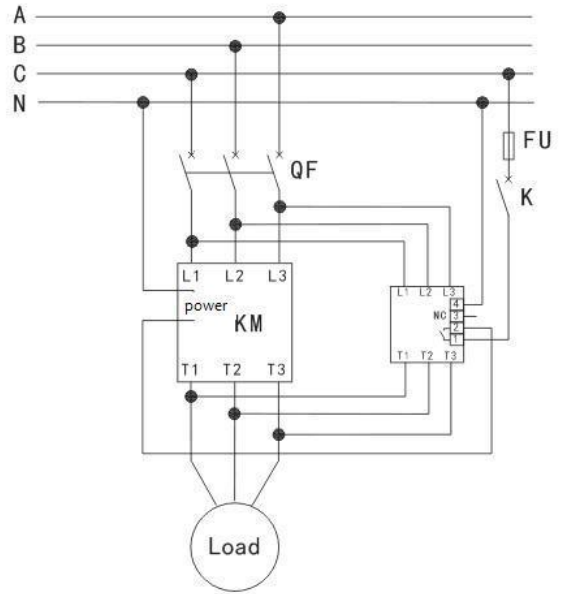 A
B
C
N
FU
QF
K
L1 L2 L3
power
KM
T1 T2 T3
L1 L2 L3
4
NC 3
2
1
T1 T2 T3
Load